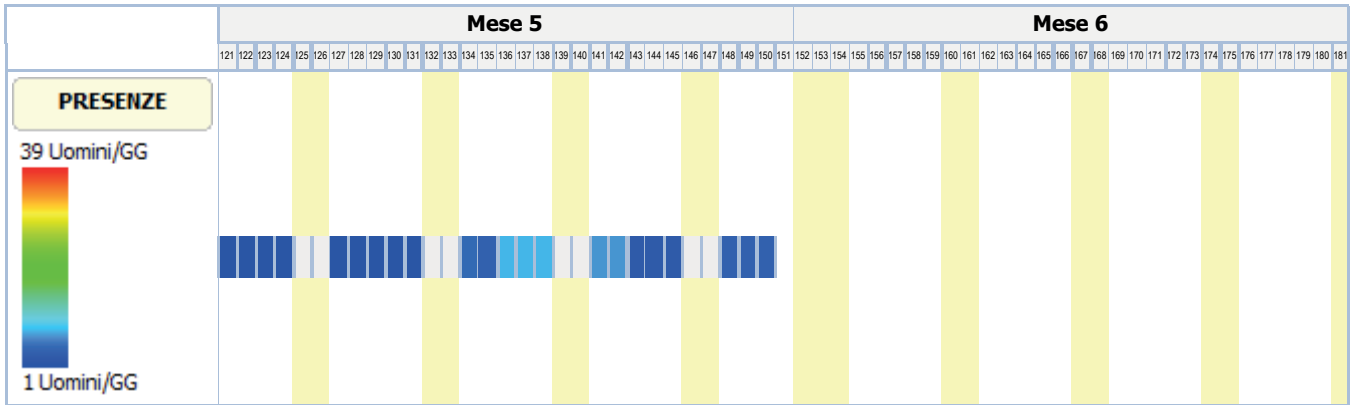 Mese 5 Mese 6
121 122 123 124 125 126 127 128 129 130 131 132 133 134 135 136 137 138 139 140 141 142 143 144 145 146 147 148 149 150 151 152 153 154 155 156 157 158 159 160 161 162 163 164 165 166 167 168 169 170 171 172 173 174 175 176 177 178 179 180 181
PRESENZE
39 Uomini/GG
1 Uomini/GG